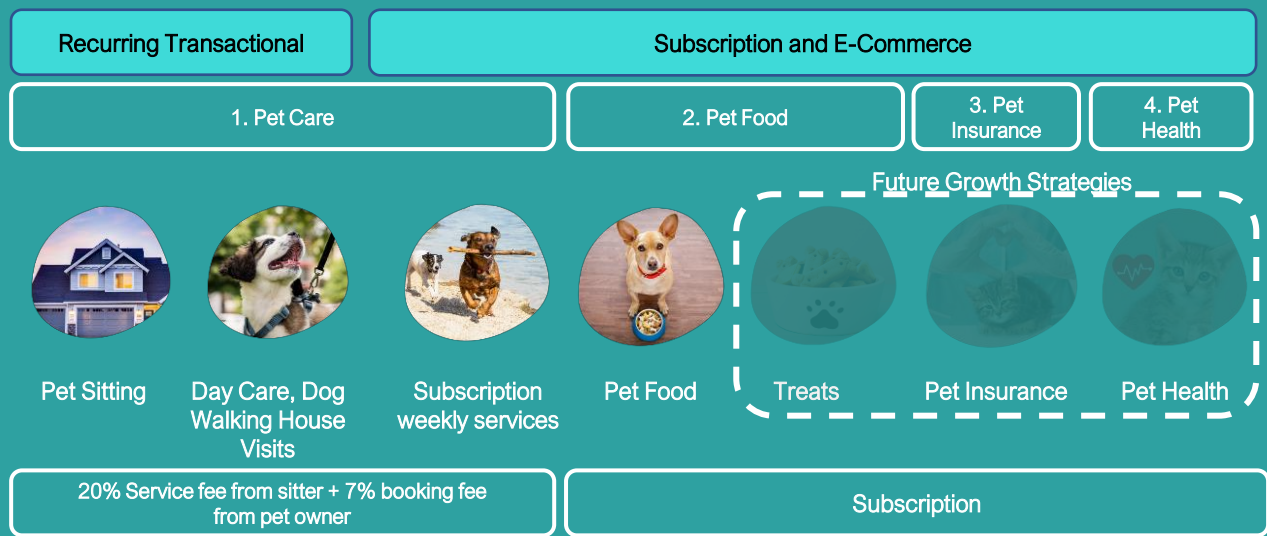 Recurring Transactional
Subscription and E-Commerce
1. Pet Care
2. Pet Food
3. Pet
Insurance
4. Pet
Health
Future Growth Strategies
Pet Sitting
Day Care, Dog
Walking House
Visits
Subscription
weekly services
Pet Food
Treats
Pet Insurance
Pet Health
20% Service fee from sitter + 7% booking fee
from pet owner
Subscription